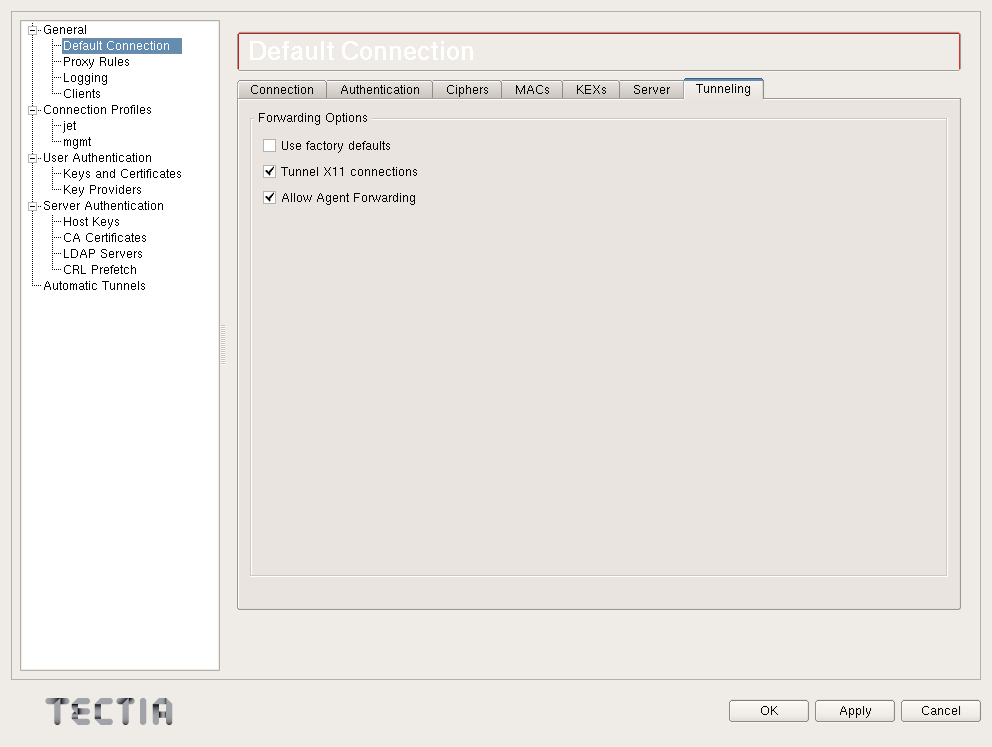 General
Default Connection
Proxy Rules
Logging
Clients
Connection Profiles
jet
mgmt
User Authentication
Keys and Certificates
Key Providers
Server Authentication
Host Keys
CA Certificates
LDAP Servers
CRL Prefetch
Automatic Tunnels
Default Connection
Connection Authentication Ciphers MACs KEXs Server Tunneling
Forwarding Options
Use factory defaults
Tunnel X11 connections
Allow Agent Forwarding
TECTIA
OK Apply Cancel